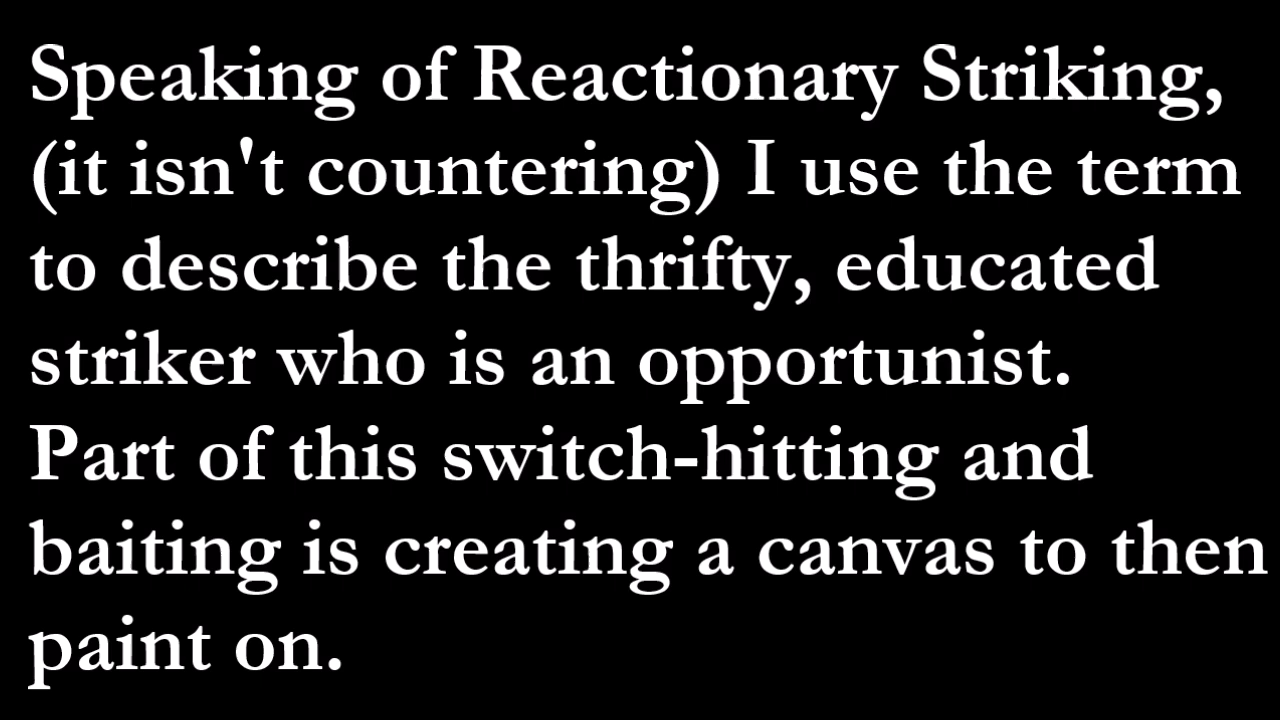 Speaking of Reactionary Striking,
(it isn't countering) I use the term
to describe the thrifty, educated
striker who is an opportunist.
Part of this switch-hitting and
baiting is creating a canvas to then
paint on.